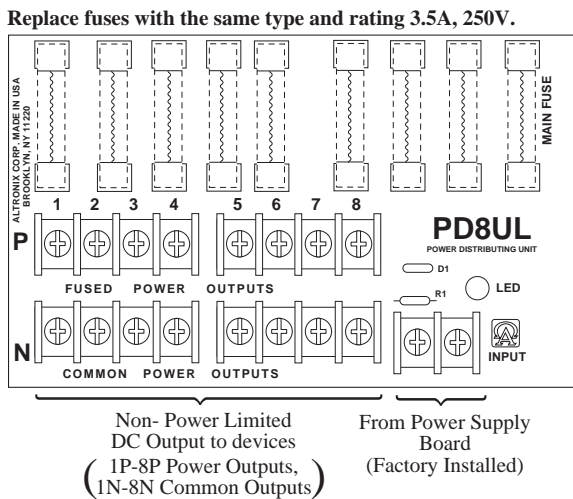 Replace fuses with the same type and rating 3.5A, 250V.
ALTRONIX CORP. MADE IN USA
BROOKLYN, NY 11220
MAIN FUSE
1 2 3 4 5 6 7 8
P
PD8UL
POWER DISTRIBUTING UNIT
D1
FUSED POWER OUTPUTS
R1
LED
N
INPUT
COMMON POWER OUTPUTS
Non- Power Limited
DC Output to devices
(1P-8P Power Outputs,
1N-8N Common Outputs)
From Power Supply
Board
(Factory Installed)